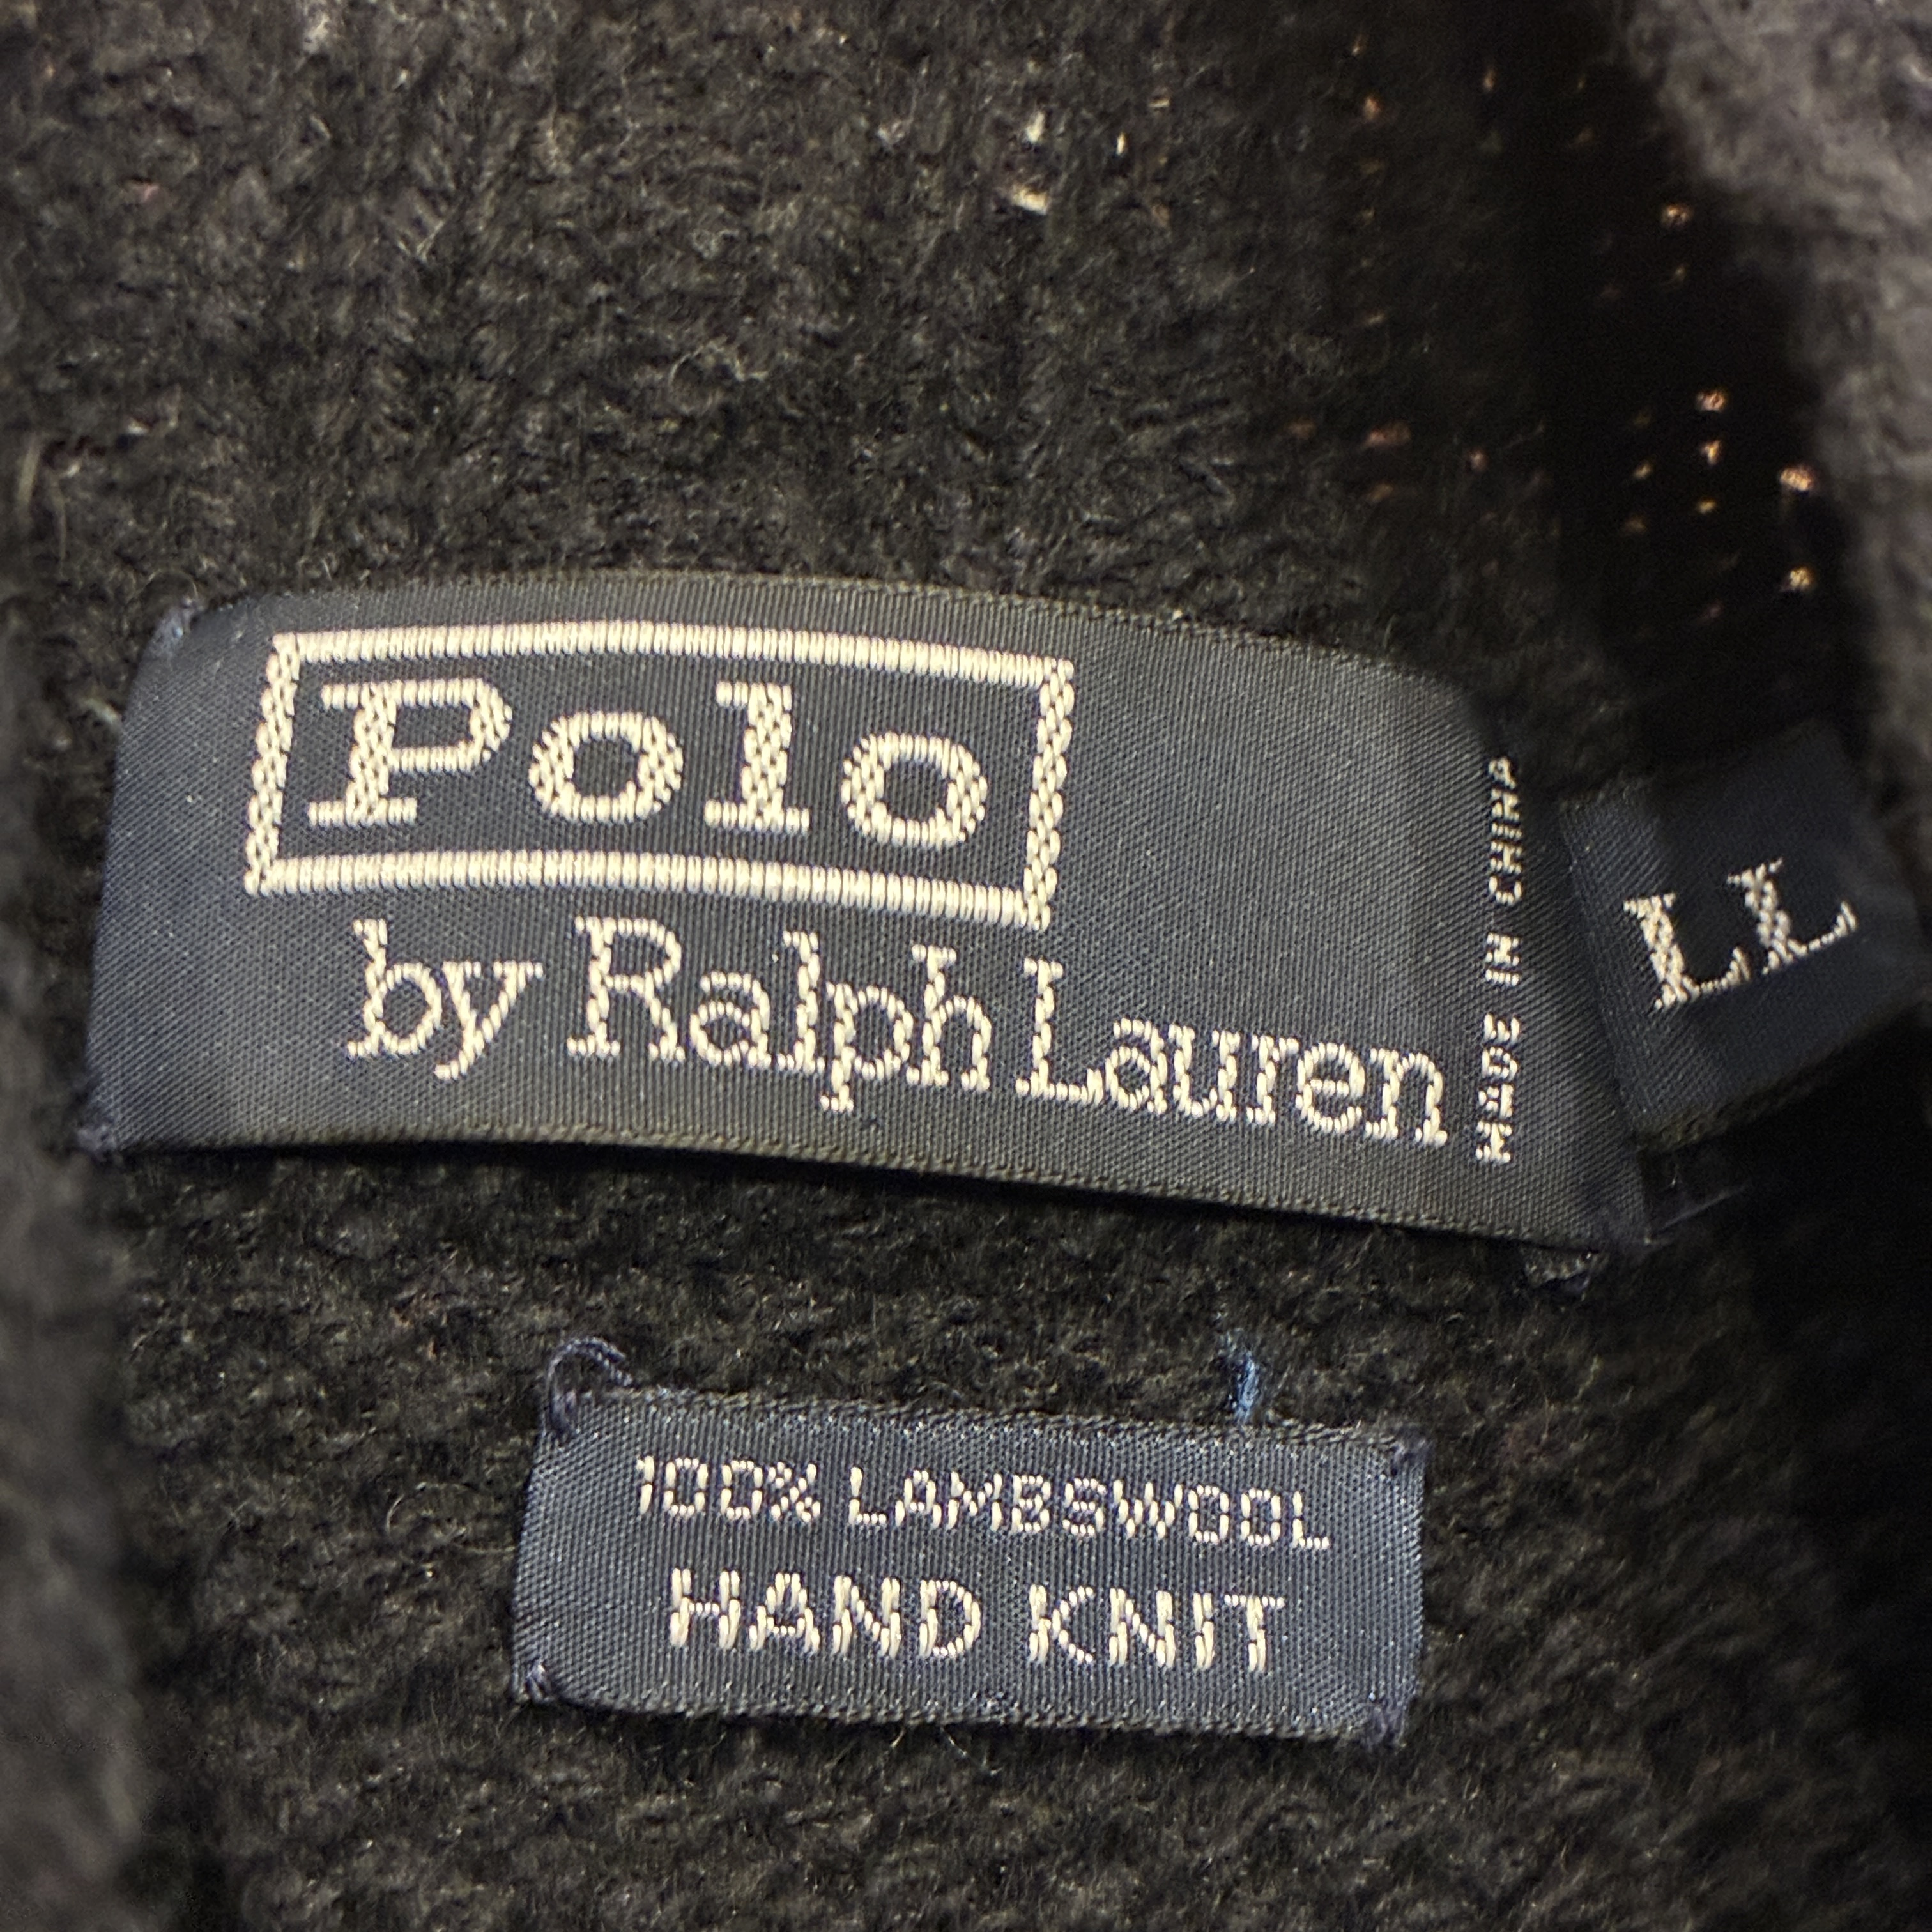 Polo
by Ralph Lauren
MADE IN CHINA
LL
100% LAMBSWOOL
HAND KNIT